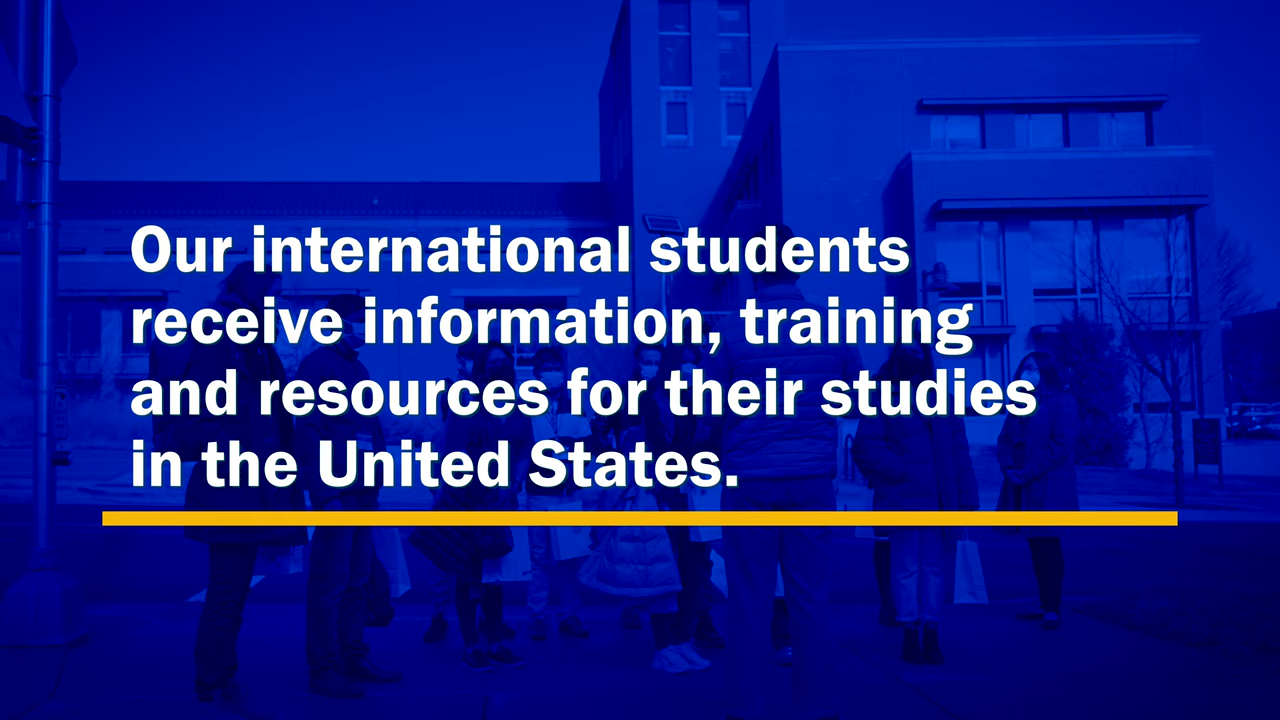 Our international students
receive information, training
and resources for their studies
in the United States.